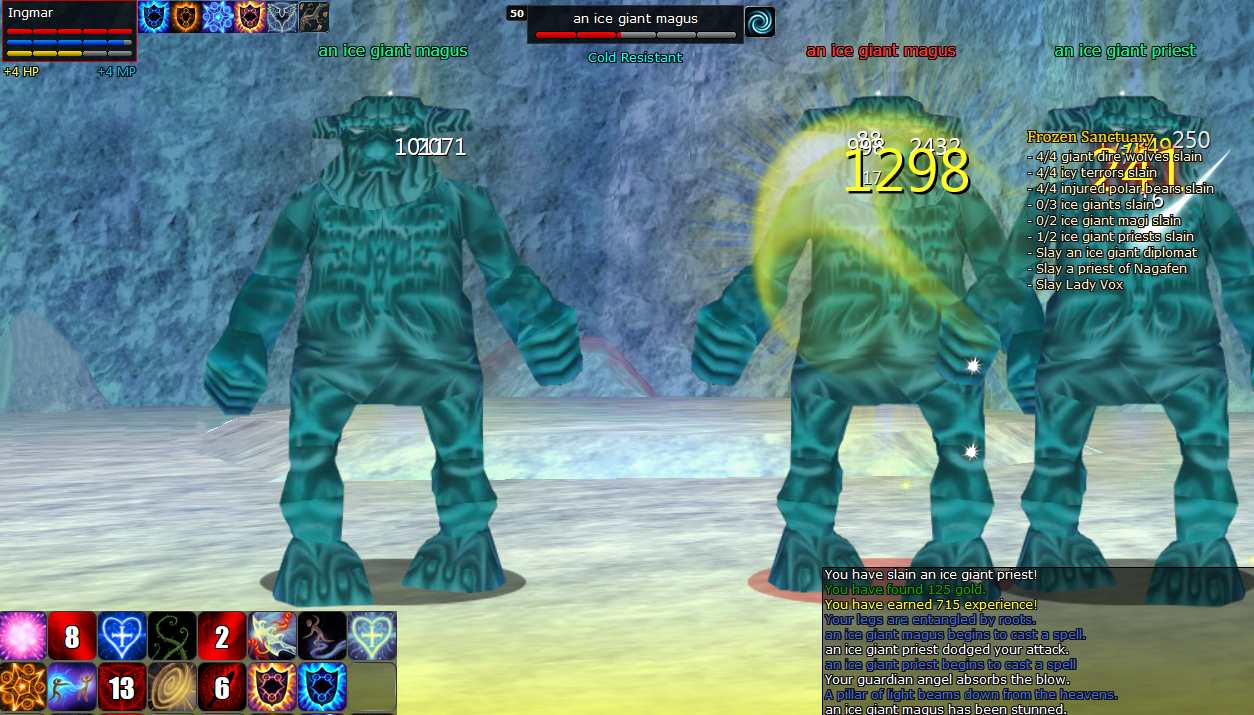 Ingmar
+4 HP
+4 MP
50
an ice giant magus
Cold Resistant
an ice giant magus
an ice giant magus
an ice giant priest
2432
1298
17
250
241
Frozen Sanctuary
- 4/4 giant dire wolves slain
- 4/4 icy terrors slain
- 4/4 injured polar bears slain
- 0/3 ice giants slain
- 0/2 ice giant magi slain
- 1/2 ice giant priests slain
- Slay an ice giant diplomat
- Slay a priest of Nagafen
- Slay Lady Vox
8
2
13
6
You have slain an ice giant priest!
You have found 125 gold.
You have earned 715 experience!
Your legs are entangled by roots.
an ice giant magus begins to cast a spell.
an ice giant priest dodged your attack.
an ice giant priest begins to cast a spell
Your guardian angel absorbs the blow.
A pillar of light beams down from the heavens.
an ice giant magus has been stunned.